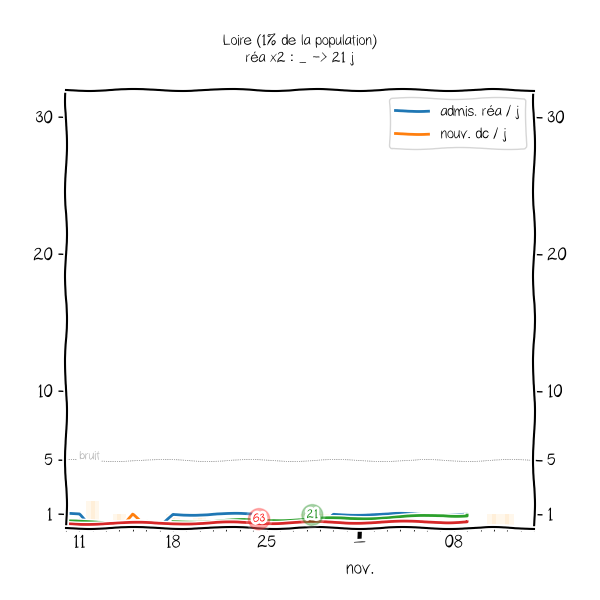 Loire (1% de la population)
réa x2 : _ -> 21 j
admis. réa / j
nouv. dc / j
30
30
20
20
10
10
5
bruit
5
1
63
21
1
11
18
25
_
08
nov.